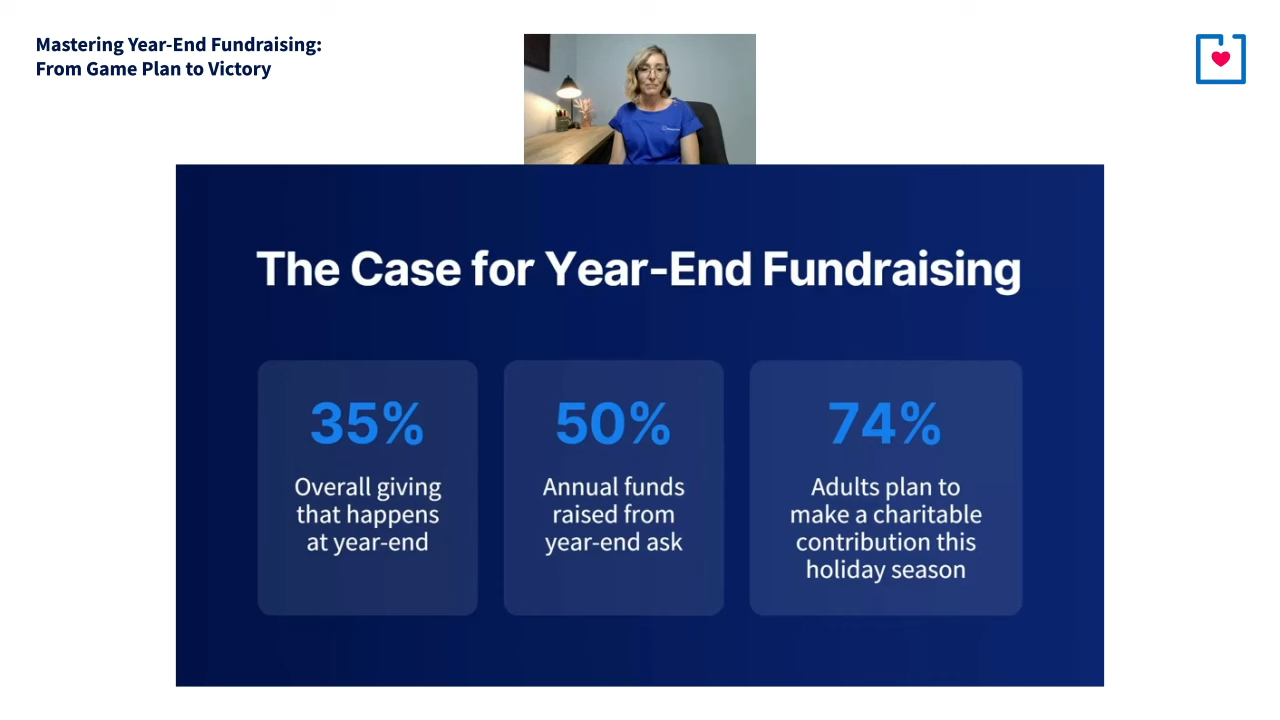 Mastering Year-End Fundraising:
From Game Plan to Victory
The Case for Year-End Fundraising
35%
Overall giving
that happens
at year-end
50%
Annual funds
raised from
year-end ask
74%
Adults plan to
make a charitable
contribution this
holiday season